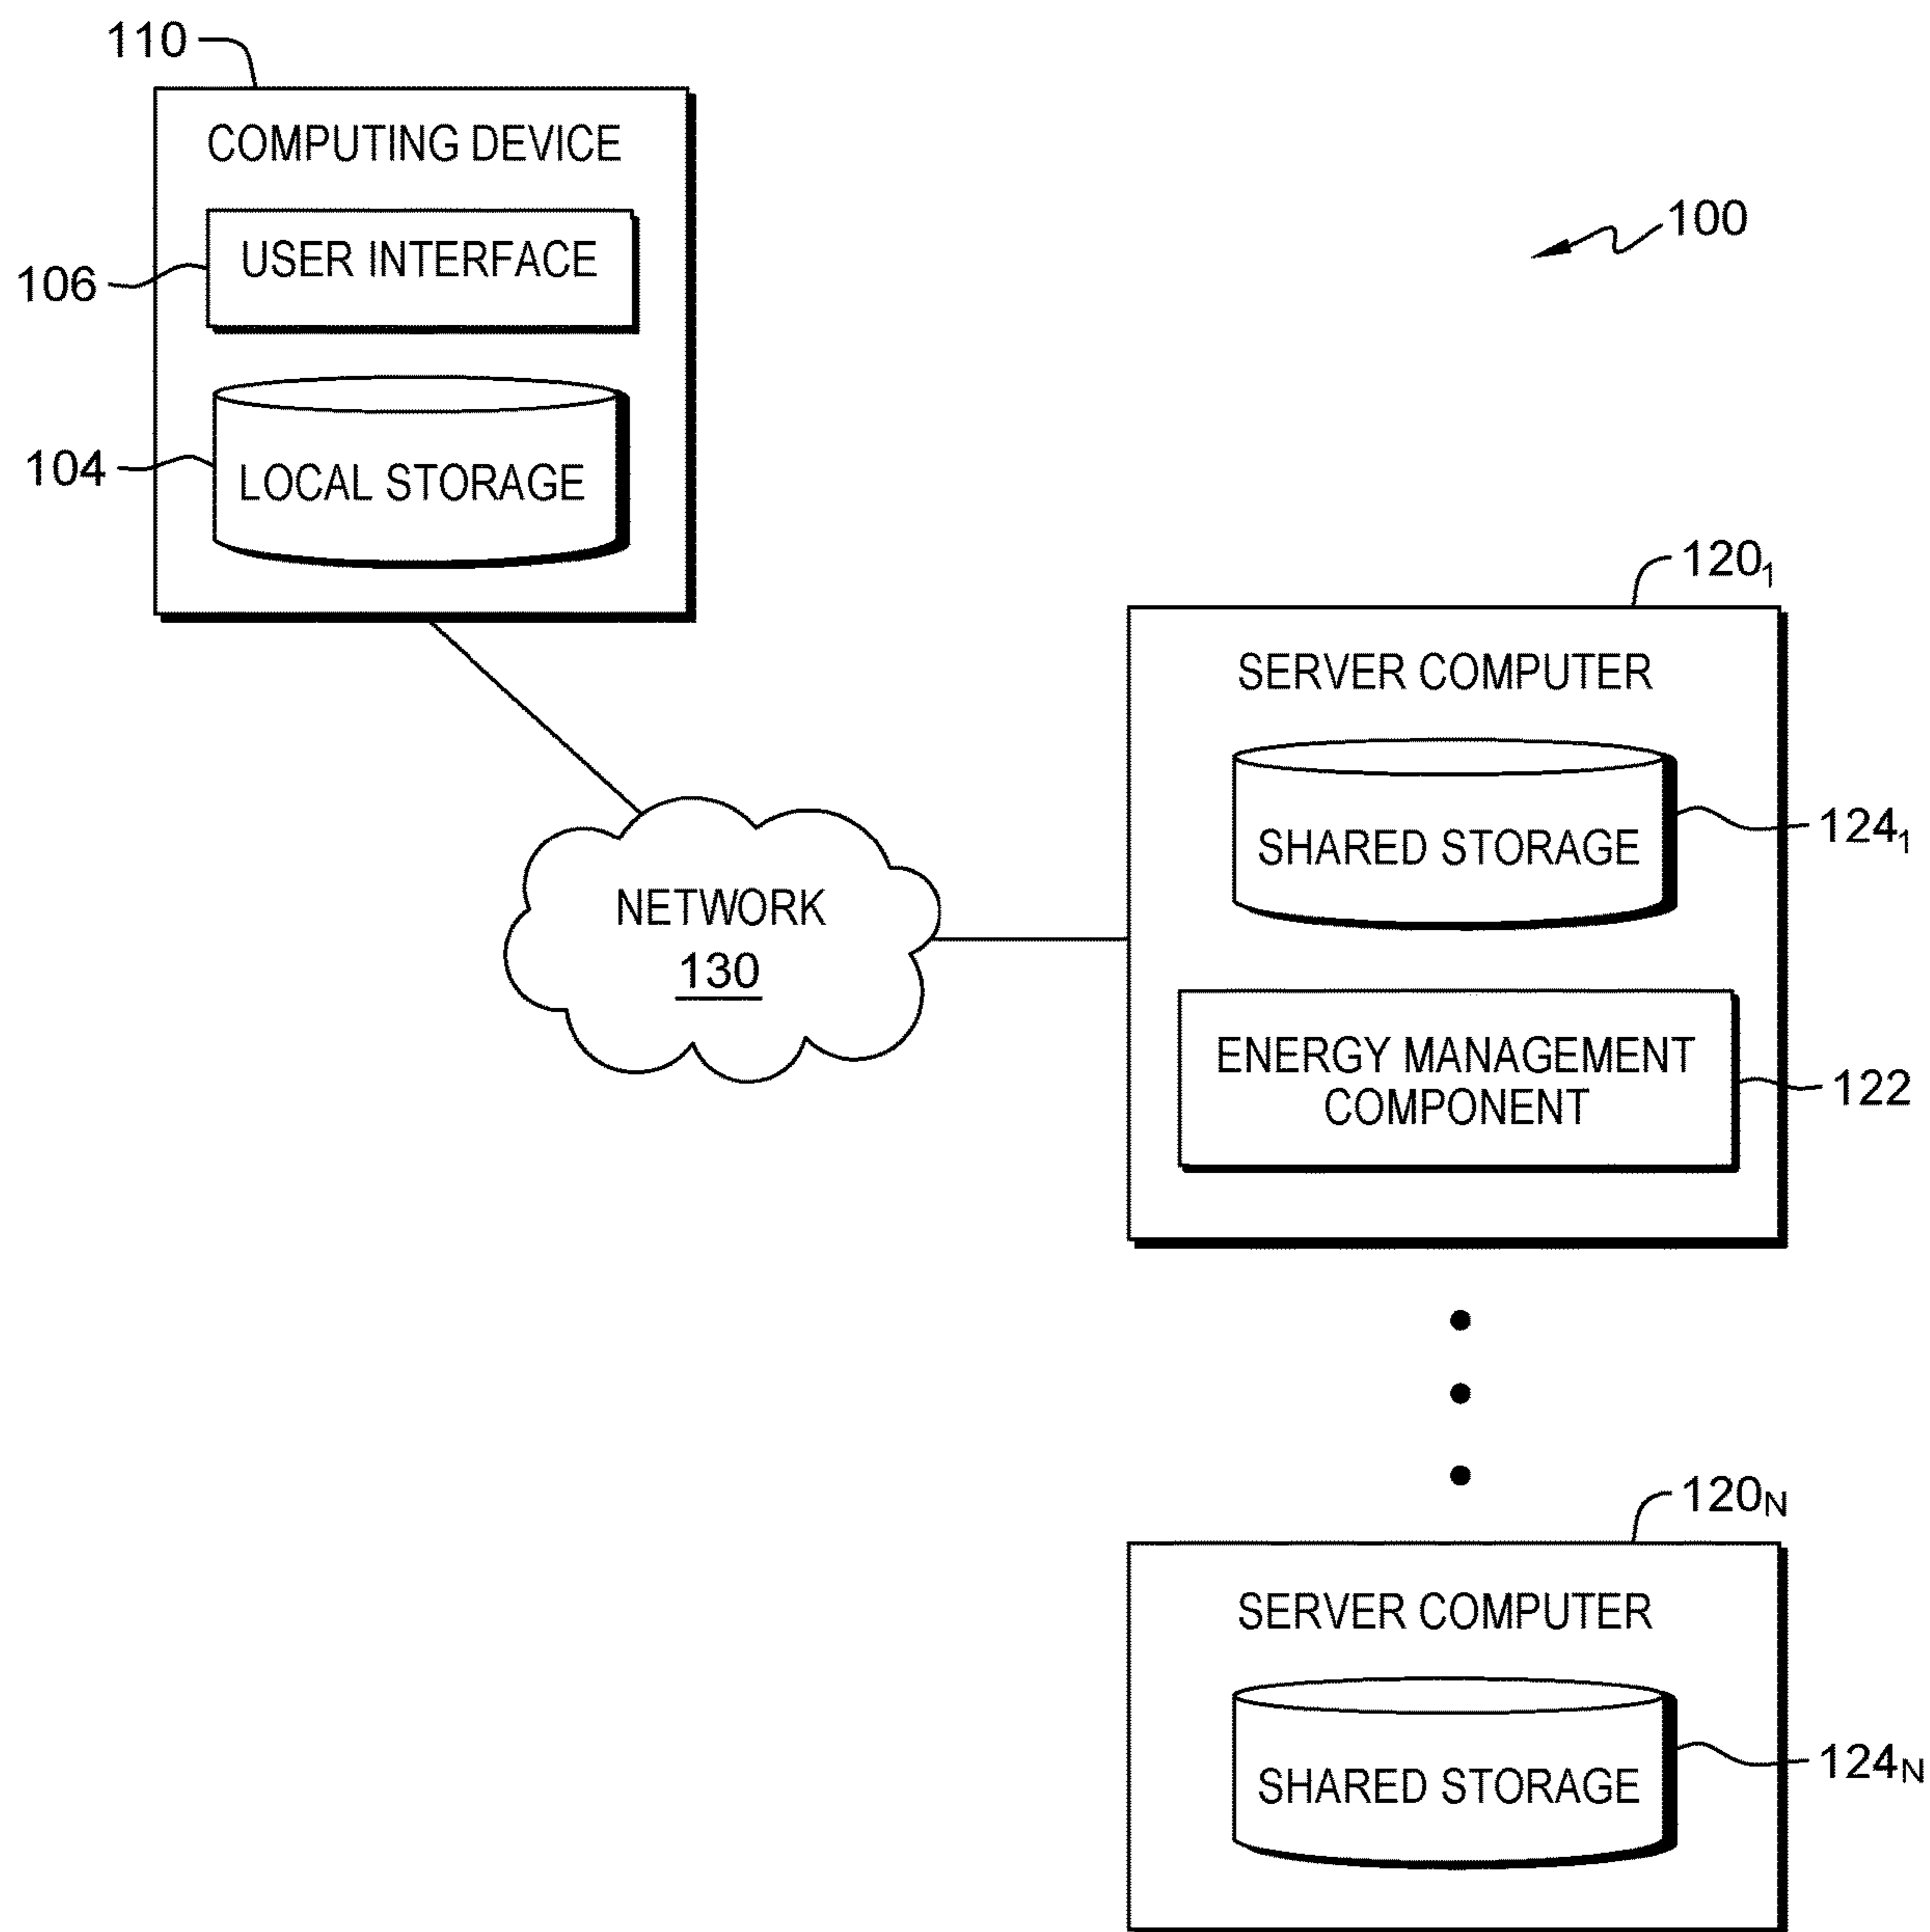 110
COMPUTING DEVICE
100
USER INTERFACE
106
LOCAL STORAGE
104
120₁
SERVER COMPUTER
SHARED STORAGE
124₁
NETWORK
130
ENERGY MANAGEMENT
COMPONENT
122
120N
SERVER COMPUTER
SHARED STORAGE
124N